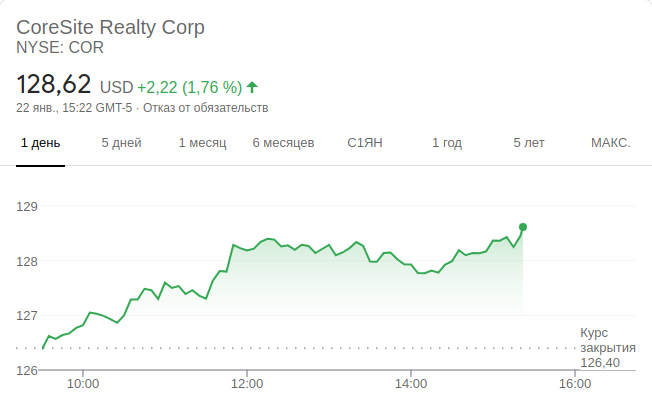 CoreSite Realty Corp
NYSE: COR
128,62 USD +2,22 (1,76 %)
22 янв., 15:22 GMT-5 · Отказ от обязательств
1 день 5 дней 1 месяц 6 месяцев С1ЯН 1 год 5 лет МАКС.
129
128
127
126
Курс
закрытия
126,40
10:00 12:00 14:00 16:00